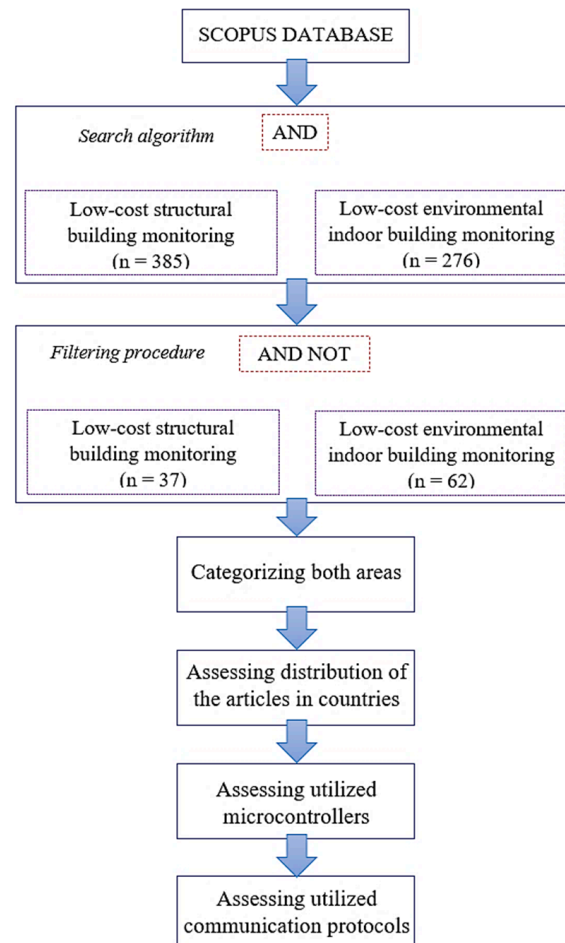 SCOPUS DATABASE
Search algorithm
AND
Low-cost structural
building monitoring
(n = 385)
Low-cost environmental
indoor building monitoring
(n = 276)
Filtering procedure
AND NOT
Low-cost structural
building monitoring
(n = 37)
Low-cost environmental
indoor building monitoring
(n = 62)
Categorizing both areas
Assessing distribution of
the articles in countries
Assessing utilized
microcontrollers
Assessing utilized
communication protocols